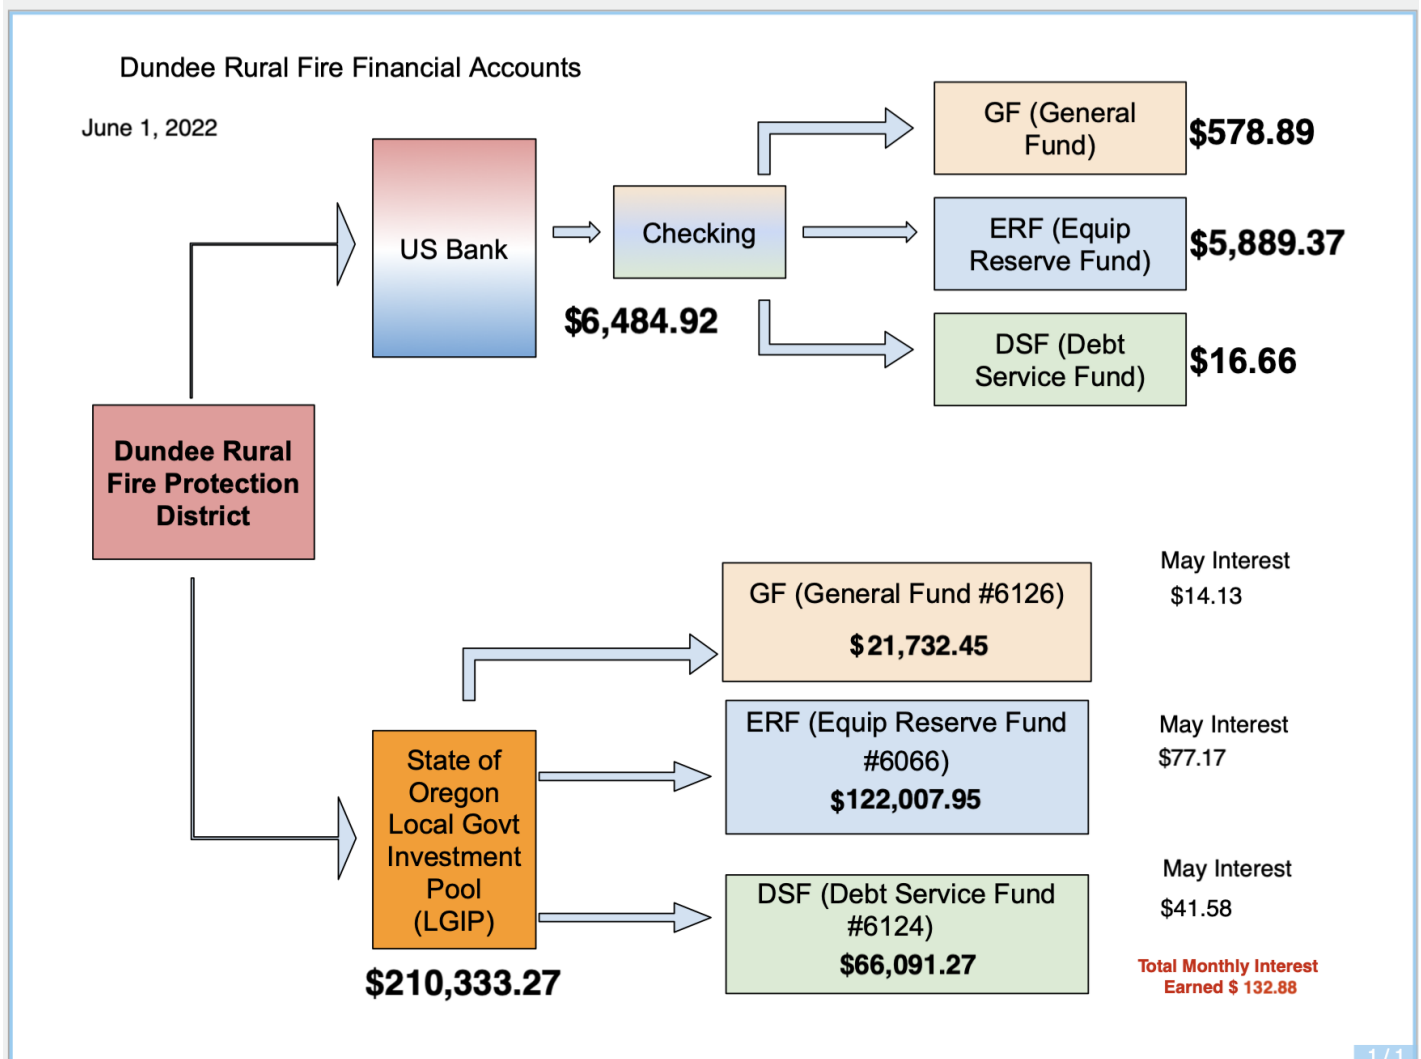 Dundee Rural Fire Financial Accounts
June 1, 2022
US Bank
Checking
$6,484.92
GF (General
Fund)
$578.89
ERF (Equip
Reserve Fund)
$5,889.37
DSF (Debt
Service Fund)
$16.66
Dundee Rural
Fire Protection
District
State of
Oregon
Local Govt
Investment
Pool
(LGIP)
$210,333.27
GF (General Fund #6126)
$21,732.45
May Interest
$14.13
ERF (Equip Reserve Fund
#6066)
$122,007.95
May Interest
$77.17
DSF (Debt Service Fund
#6124)
$66,091.27
May Interest
$41.58
Total Monthly Interest
Earned $ 132.88
1 / 1